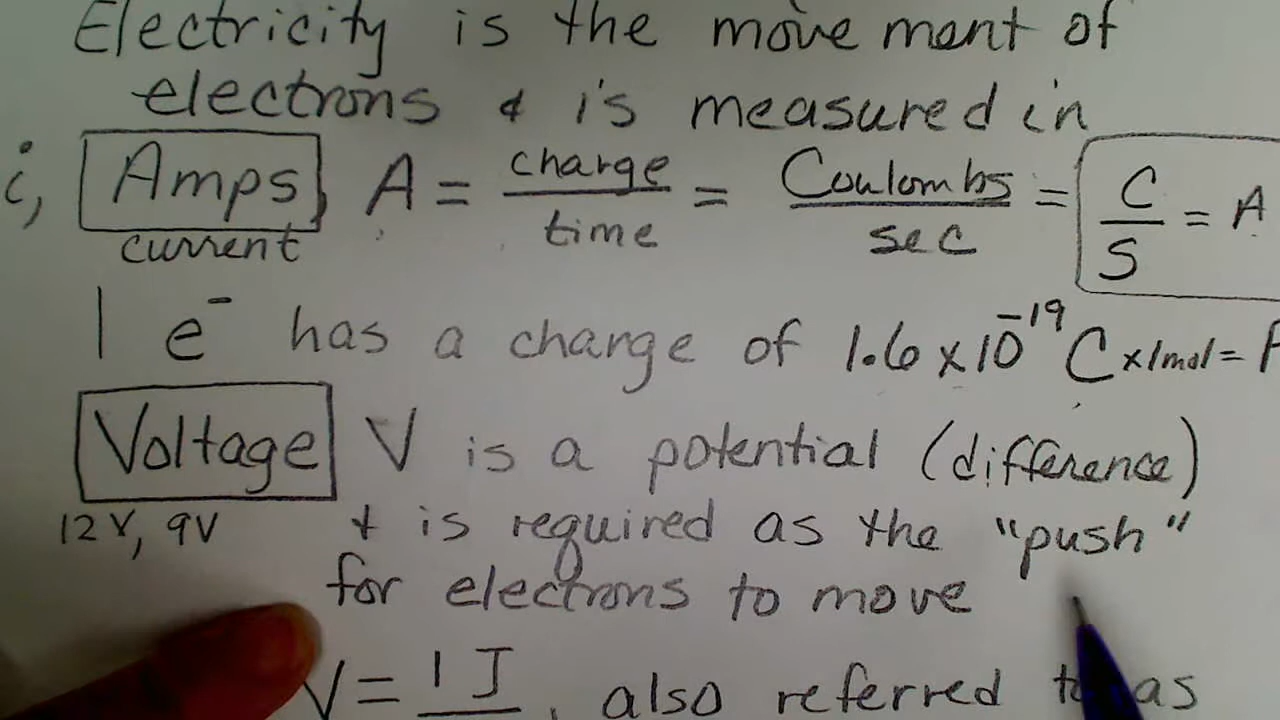 Electricity is the movement of
electrons & is measured in
i, Amps, A = charge/time = Coulombs/sec = C/S = A
current
1 e⁻ has a charge of 1.6 x 10⁻¹⁹ C x 1mol = F
Voltage V is a potential (difference)
12V, 9V & is required as the "push"
for electrons to move
V = 1 J , also referred to as